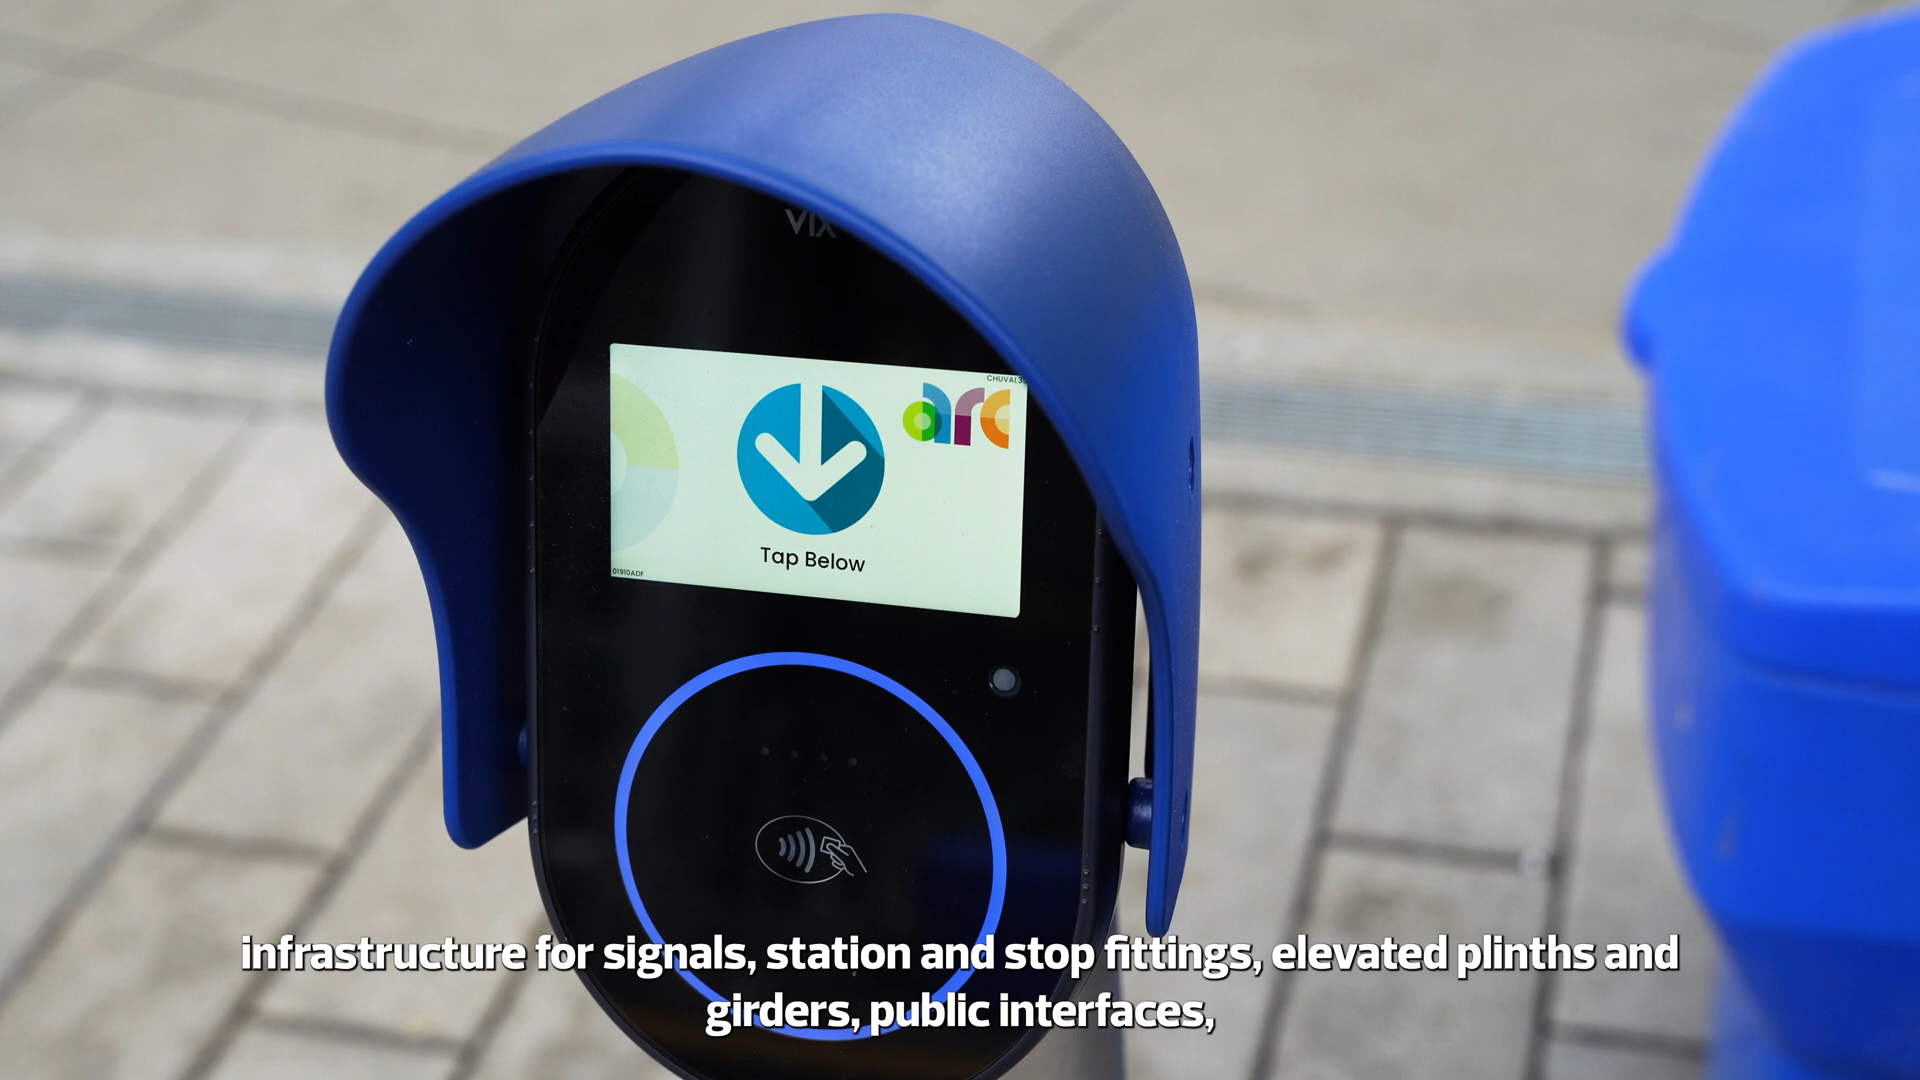 VIX
CHUVAL3
arc
Tap Below
01910ADF
infrastructure for signals, station and stop fittings, elevated plinths and
girders, public interfaces,